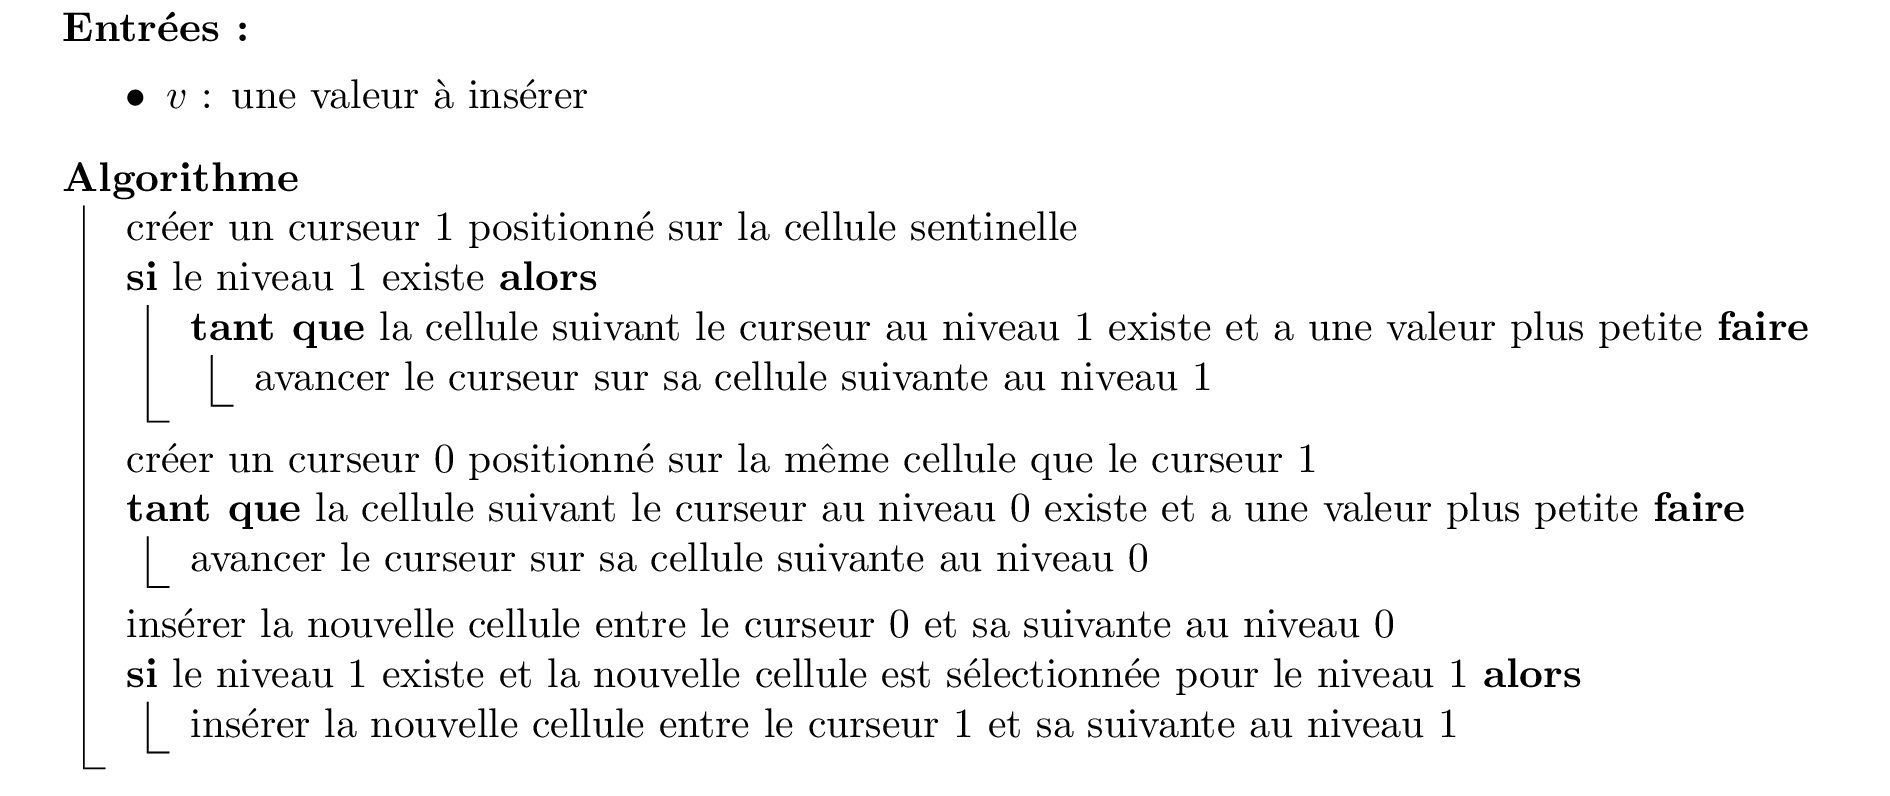 Entrées :
• v : une valeur à insérer
Algorithme
créer un curseur 1 positionné sur la cellule sentinelle
si le niveau 1 existe alors
tant que la cellule suivant le curseur au niveau 1 existe et a une valeur plus petite faire
avancer le curseur sur sa cellule suivante au niveau 1
créer un curseur 0 positionné sur la même cellule que le curseur 1
tant que la cellule suivant le curseur au niveau 0 existe et a une valeur plus petite faire
avancer le curseur sur sa cellule suivante au niveau 0
insérer la nouvelle cellule entre le curseur 0 et sa suivante au niveau 0
si le niveau 1 existe et la nouvelle cellule est sélectionnée pour le niveau 1 alors
insérer la nouvelle cellule entre le curseur 1 et sa suivante au niveau 1